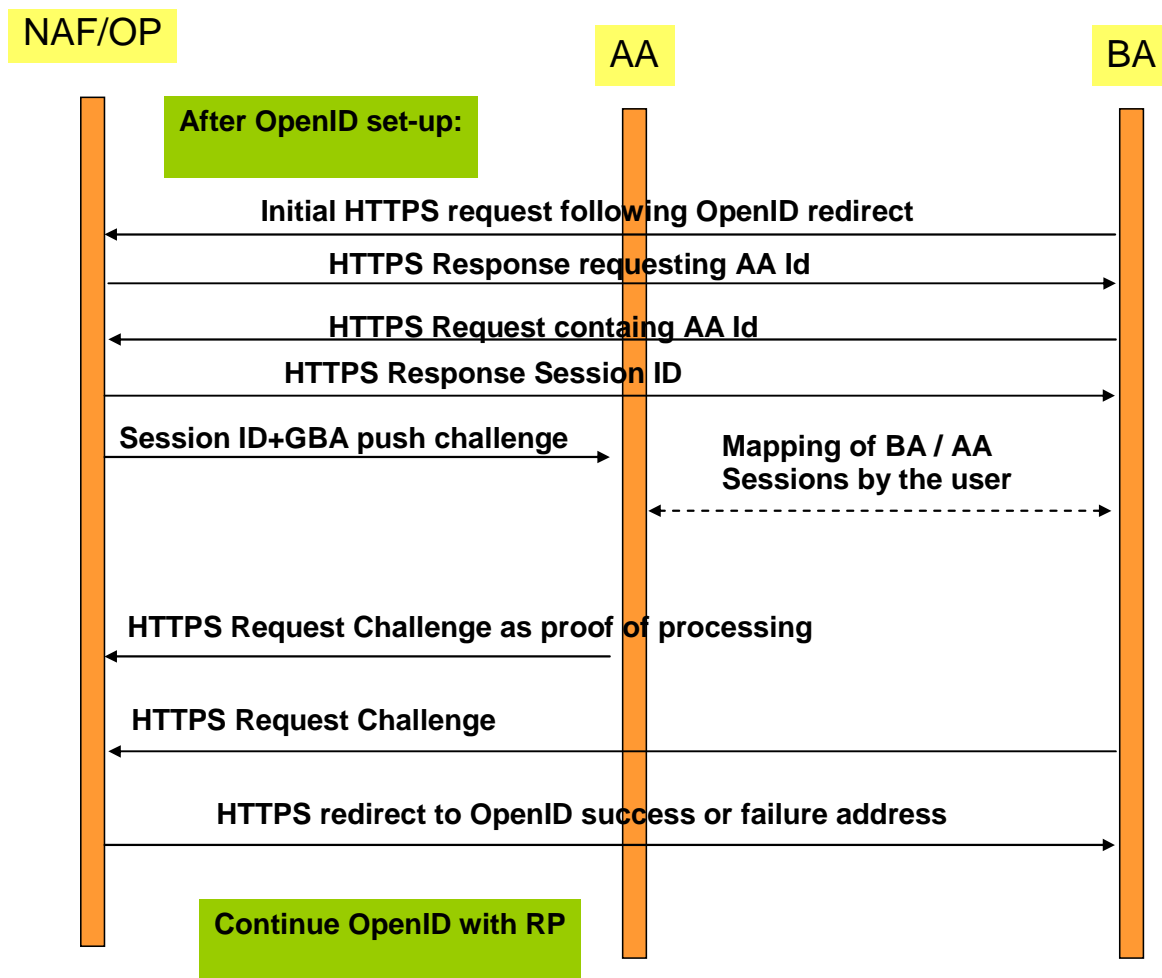 NAF/OP
AA
BA
After OpenID set-up:
Initial HTTPS request following OpenID redirect
HTTPS Response requesting AA Id
HTTPS Request containg AA Id
HTTPS Response Session ID
Session ID+GBA push challenge
Mapping of BA / AA
Sessions by the user
HTTPS Request Challenge as proof of processing
HTTPS Request Challenge
HTTPS redirect to OpenID success or failure address
Continue OpenID with RP